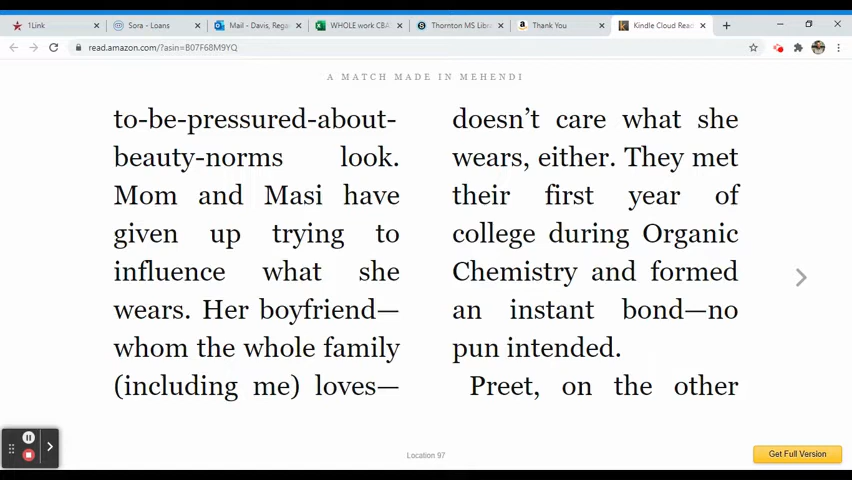 1Link
Sora - Loans
Mail - Davis, Rega
WHOLE work CBA
Thornton MS Libr
Thank You
Kindle Cloud Read
read.amazon.com/?asin=B07F68M9YQ
A MATCH MADE IN MEHENDI
to-be-pressured-about-
beauty-norms look.
Mom and Masi have
given up trying to
influence what she
wears. Her boyfriend—
whom the whole family
(including me) loves—
doesn’t care what she
wears, either. They met
their first year of
college during Organic
Chemistry and formed
an instant bond—no
pun intended.
Preet, on the other
Location 97
Get Full Version